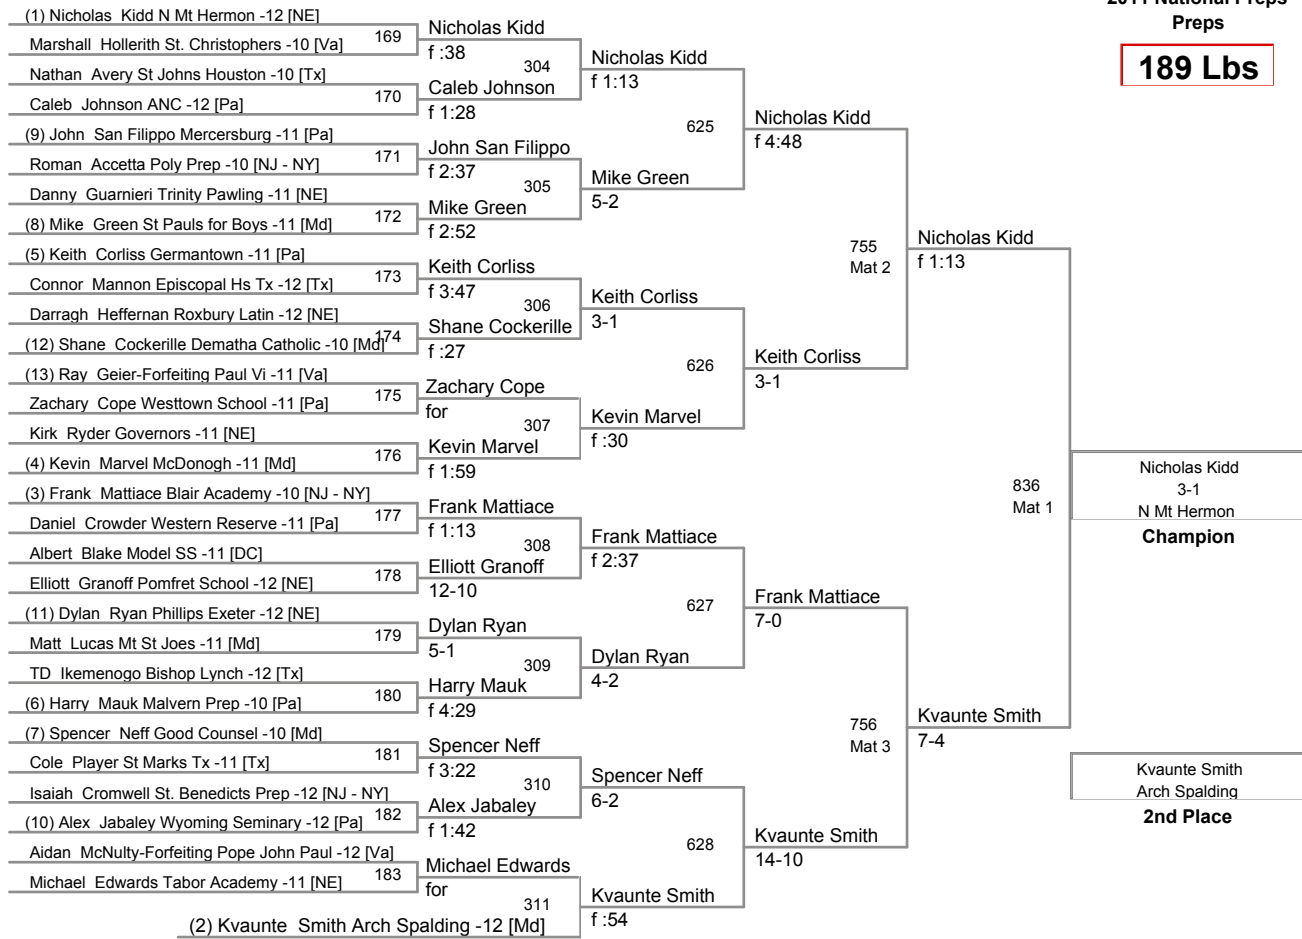 2011 National Preps
Preps
189 Lbs
(1) Nicholas Kidd N Mt Hermon -12 [NE]
169
Marshall Hollerith St. Christophers -10 [Va]
Nathan Avery St Johns Houston -10 [Tx]
170
Caleb Johnson ANC -12 [Pa]
(9) John San Filippo Mercersburg -11 [Pa]
171
Roman Accetta Poly Prep -10 [NJ - NY]
Danny Guarnieri Trinity Pawling -11 [NE]
172
(8) Mike Green St Pauls for Boys -11 [Md]
(5) Keith Corliss Germantown -11 [Pa]
173
Connor Mannon Episcopal Hs Tx -12 [Tx]
Darragh Heffernan Roxbury Latin -12 [NE]
174
(12) Shane Cockerille Dematha Catholic -10 [Md]
(13) Ray Geier-Forfeiting Paul Vi -11 [Va]
175
Zachary Cope Westtown School -11 [Pa]
Kirk Ryder Governors -11 [NE]
176
(4) Kevin Marvel McDonogh -11 [Md]
(3) Frank Mattiace Blair Academy -10 [NJ - NY]
177
Daniel Crowder Western Reserve -11 [Pa]
Albert Blake Model SS -11 [DC]
178
Elliott Granoff Pomfret School -12 [NE]
(11) Dylan Ryan Phillips Exeter -12 [NE]
179
Matt Lucas Mt St Joes -11 [Md]
TD Ikemenogo Bishop Lynch -12 [Tx]
180
(6) Harry Mauk Malvern Prep -10 [Pa]
(7) Spencer Neff Good Counsel -10 [Md]
181
Cole Player St Marks Tx -11 [Tx]
Isaiah Cromwell St. Benedicts Prep -12 [NJ - NY]
182
(10) Alex Jabaley Wyoming Seminary -12 [Pa]
Aidan McNulty-Forfeiting Pope John Paul -12 [Va]
183
Michael Edwards Tabor Academy -11 [NE]
(2) Kvaunte Smith Arch Spalding -12 [Md]
Nicholas Kidd
f :38
304
Caleb Johnson
f 1:28
John San Filippo
f 2:37
305
Mike Green
f 2:52
Keith Corliss
f 3:47
306
Shane Cockerille
f :27
Zachary Cope
for
307
Kevin Marvel
f 1:59
Frank Mattiace
f 1:13
308
Elliott Granoff
12-10
Dylan Ryan
5-1
309
Harry Mauk
f 4:29
Spencer Neff
f 3:22
310
Alex Jabaley
f 1:42
Michael Edwards
for
311
Nicholas Kidd
f 1:13
625
Mike Green
5-2
Keith Corliss
3-1
626
Kevin Marvel
f :30
Frank Mattiace
f 2:37
627
Dylan Ryan
4-2
Spencer Neff
6-2
628
Kvaunte Smith
f :54
Nicholas Kidd
f 4:48
755
Mat 2
Keith Corliss
3-1
Frank Mattiace
7-0
756
Mat 3
Kvaunte Smith
14-10
Nicholas Kidd
f 1:13
836
Mat 1
Kvaunte Smith
7-4
Nicholas Kidd
3-1
N Mt Hermon
Champion
Kvaunte Smith
Arch Spalding
2nd Place